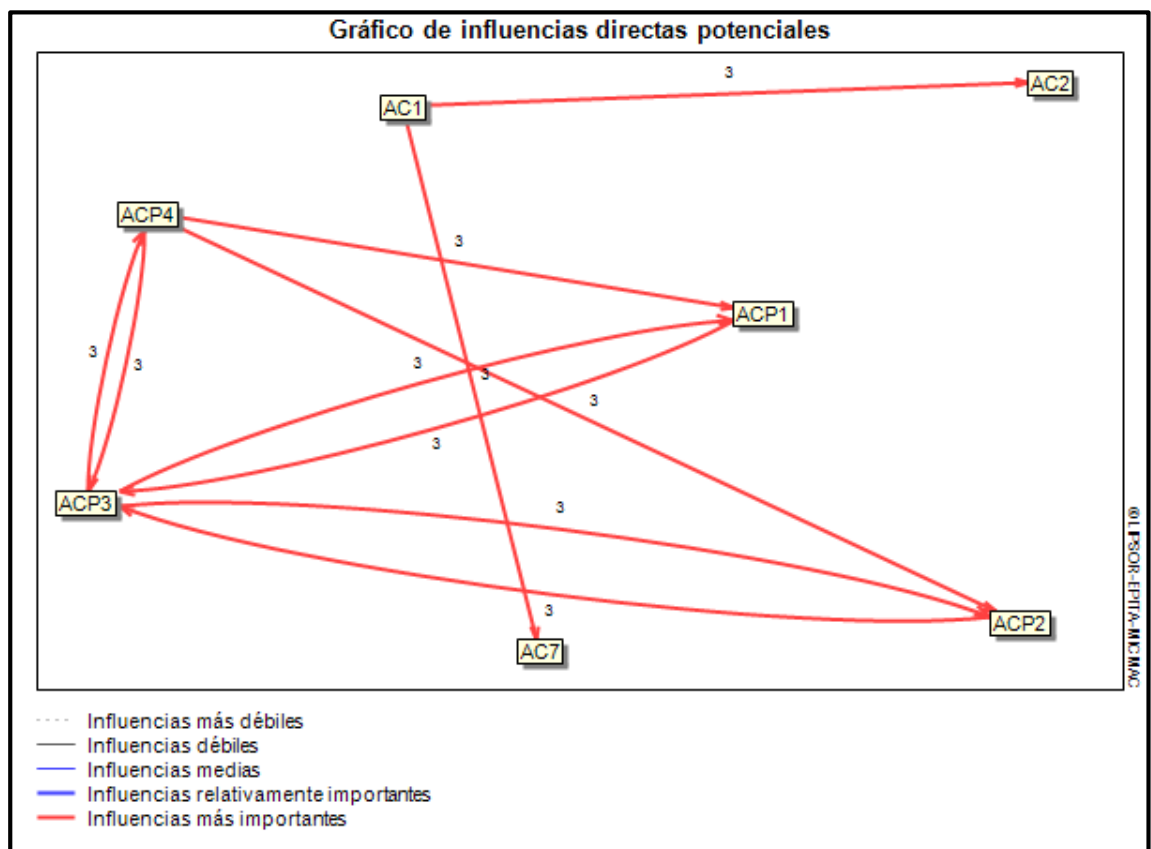 Gráfico de influencias directas potenciales
3
AC2
AC1
ACP4
3
ACP1
3
3
3
3
3
3
ACP3
3
3
AC7
ACP2
@LIPSOR-EPITA-MICMAC
Influencias más débiles
Influencias débiles
Influencias medias
Influencias relativamente importantes
Influencias más importantes